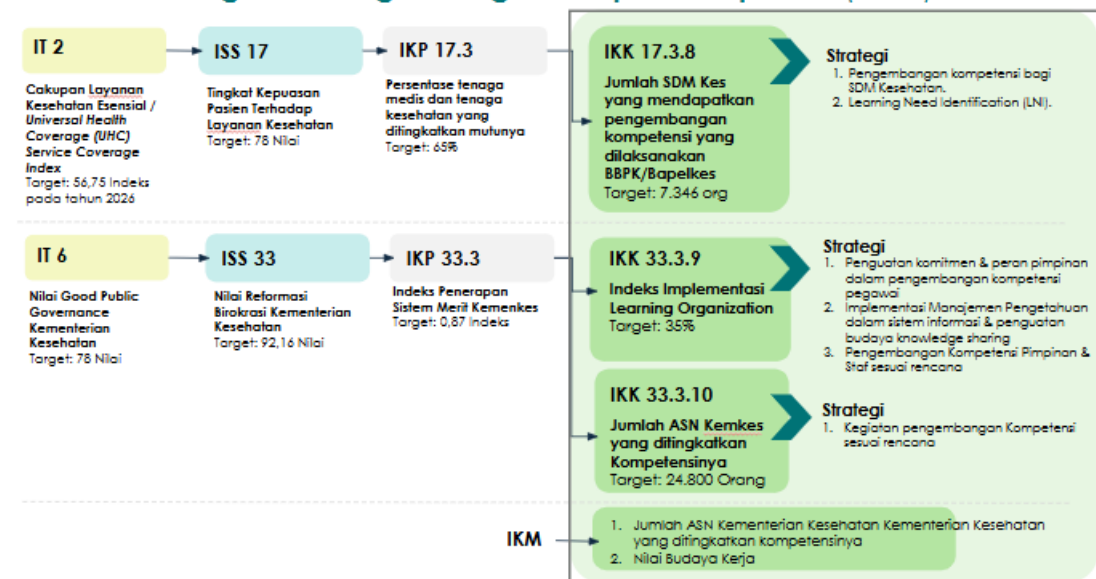 IT 2
Cakupan Layanan
Kesehatan Esensial /
Universal Health
Coverage (UHC)
Service Coverage
Index
Target: 56,75 Indeks
pada tahun 2026
ISS 17
Tingkat Kepuasan
Pasien Terhadap
Layanan Kesehatan
Target: 78 Nilai
IKP 17.3
Persentase tenaga
medis dan tenaga
kesehatan yang
ditingkatkan mutunya
Target: 65%
IKK 17.3.8
Jumlah SDM Kes
yang mendapatkan
pengembangan
kompetensi yang
dilaksanakan
BBPK/Bapelkes
Target: 7.346 org
Strategi
1. Pengembangan kompetensi bagi
SDM Kesehatan.
2. Learning Need Identification (LNI).
IT 6
Nilai Good Public
Governance
Kementerian
Kesehatan
Target: 78 Nilai
ISS 33
Nilai Reformasi
Birokrasi Kementerian
Kesehatan
Target: 92,16 Nilai
IKP 33.3
Indeks Penerapan
Sistem Merit Kemenkes
Target: 0,87 Indeks
IKK 33.3.9
Indeks Implementasi
Learning Organization
Target: 35%
Strategi
1. Penguatan komitmen & peran pimpinan
dalam pengembangan kompetensi
pegawai
2. Implementasi Manajemen Pengetahuan
dalam sistem informasi & penguatan
budaya knowledge sharing
3. Pengembangan Kompetensi Pimpinan &
Staf sesuai rencana
IKK 33.3.10
Jumlah ASN Kemkes
yang ditingkatkan
Kompetensinya
Target: 24.800 Orang
Strategi
1. Kegiatan pengembangan Kompetensi
sesuai rencana
IKM
1. Jumlah ASN Kementerian Kesehatan Kementerian Kesehatan
yang ditingkatkan kompetensinya
2. Nilai Budaya Kerja